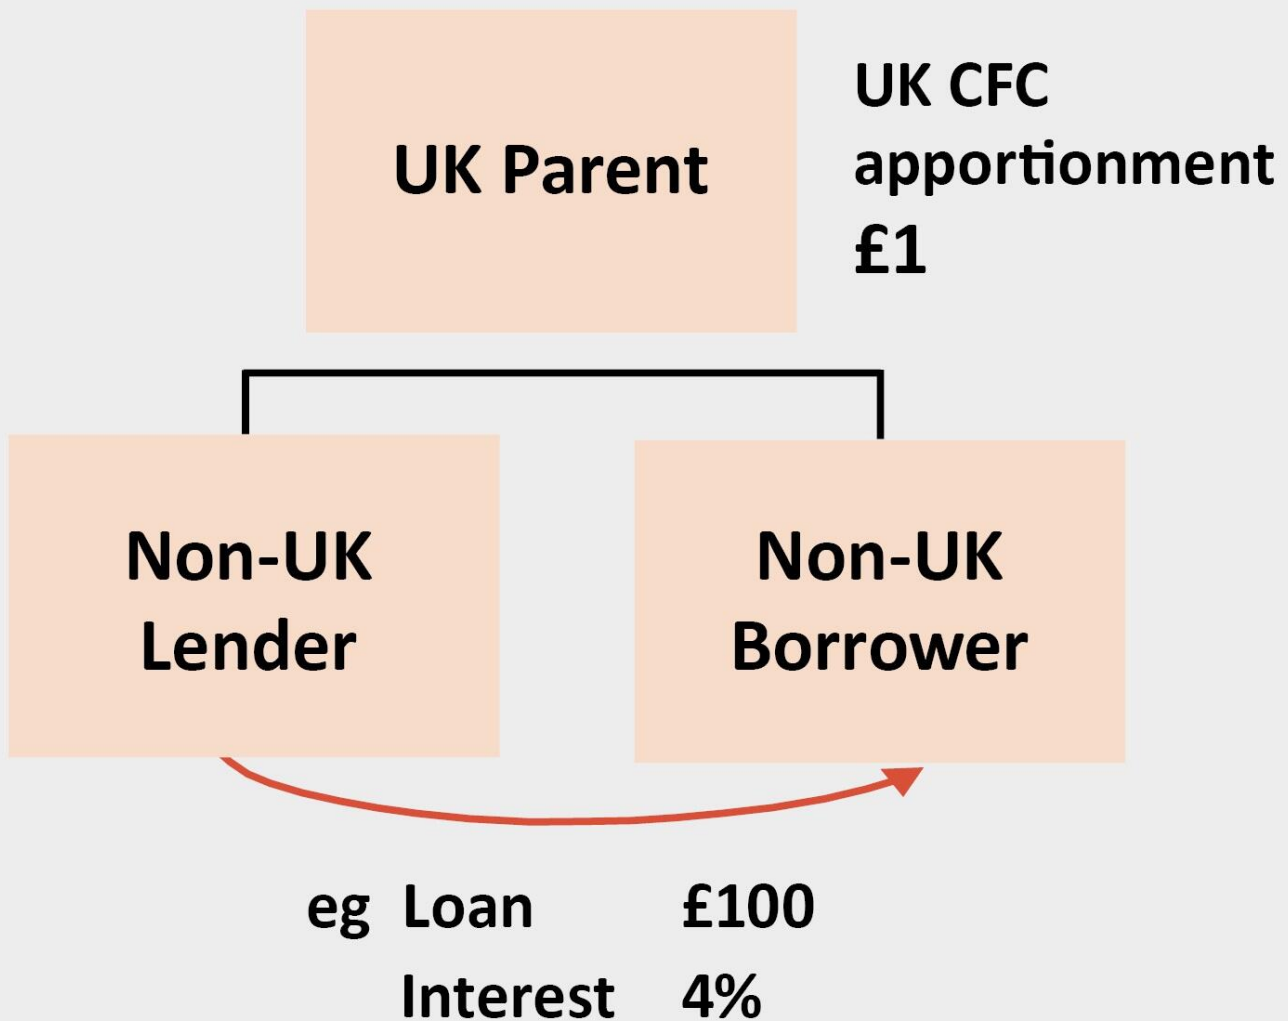 UK Parent
UK CFC
apportionment
£1
Non-UK
Lender
Non-UK
Borrower
eg Loan £100
Interest 4%